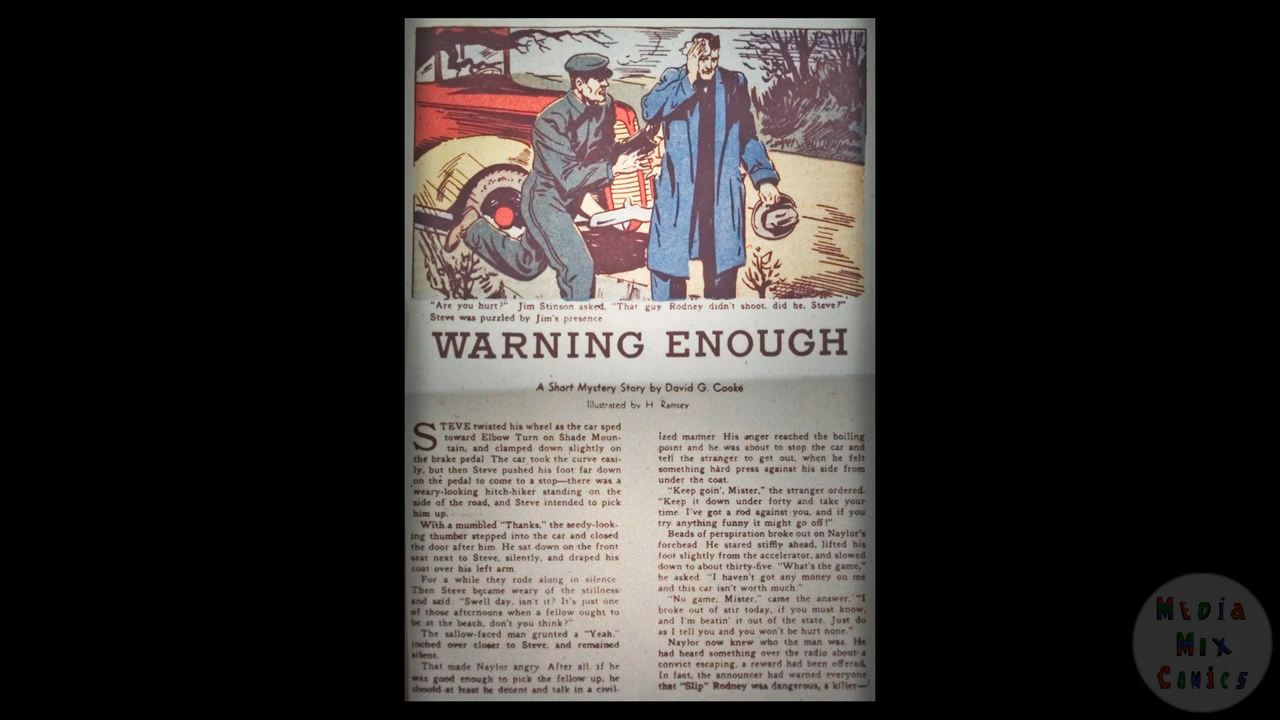 "Are you hurt?" Jim Stinson asked. "That guy Rodney didn't shoot, did he, Steve?"
Steve was puzzled by Jim's presence
WARNING ENOUGH
A Short Mystery Story by David G. Cooke
Illustrated by H Ramsey
STEVE twisted his wheel as the car sped
toward Elbow Turn on Shade Moun-
tain, and clamped down slightly on
the brake pedal The car took the curve easi-
ly, but then Steve pushed his foot far down
on the pedal to come to a stop—there was a
weary-looking hitch-hiker standing on the
side of the road, and Steve intended to pick
him up.
With a mumbled "Thanks," the seedy-look-
ing thumber stepped into the car and closed
the door after him. He sat down on the front
seat next to Steve, silently, and draped his
coat over his left arm
For a while they rode along in silence
Then Steve became weary of the stillness
and said: "Swell day, isn't it? It's just one
of those afternoons when a fellow ought to
be at the beach, don't you think?"
The sallow-faced man grunted a "Yeah,"
inched over closer to Steve, and remained
silent.
That made Naylor angry After all, if he
was good enough to pick the fellow up, he
should at least be decent and talk in a civil-
ized manner His anger reached the boiling
point and he was about to stop the car and
tell the stranger to get out, when he felt
something hard press against his side from
under the coat.
"Keep goin', Mister," the stranger ordered.
"Keep it down under forty and take your
time I've got a rod against you, and if you
try anything funny it might go off!"
Beads of perspiration broke out on Naylor's
forehead He stared stiffly ahead, lifted his
foot slightly from the accelerator, and slowed
down to about thirty-five. "What's the game,"
he asked. "I haven't got any money on me
and this car isn't worth much."
"No game, Mister," came the answer. "I
broke out of stir today, if you must know,
and I'm beatin' it out of the state. Just do
as I tell you and you won't be hurt none."
Naylor now knew who the man was. He
had heard something over the radio about a
convict escaping, a reward had been offered.
In fact, the announcer had warned everyone
that "Slip" Rodney was dangerous, a killer—
MEDIA
MIX
COMICS